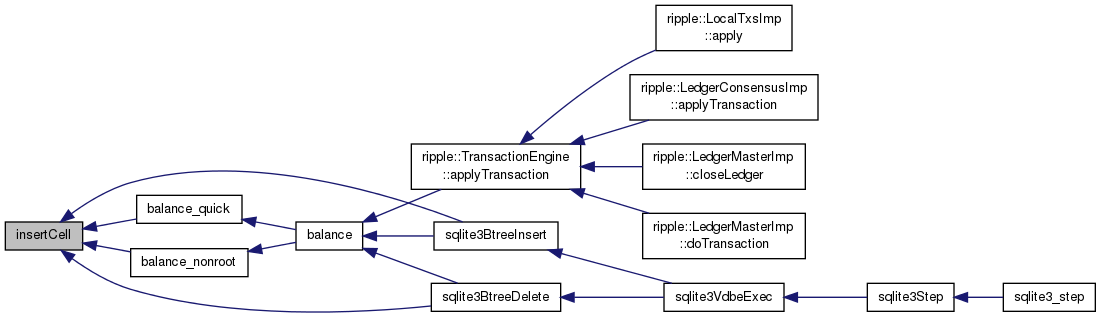 ripple::LocalTxsImp
::apply
ripple::LedgerConsensusImp
::applyTransaction
ripple::TransactionEngine
::applyTransaction
ripple::LedgerMasterImp
::closeLedger
ripple::LedgerMasterImp
::doTransaction
insertCell
balance_quick
balance_nonroot
balance
sqlite3BtreeInsert
sqlite3BtreeDelete
sqlite3VdbeExec
sqlite3Step
sqlite3_step